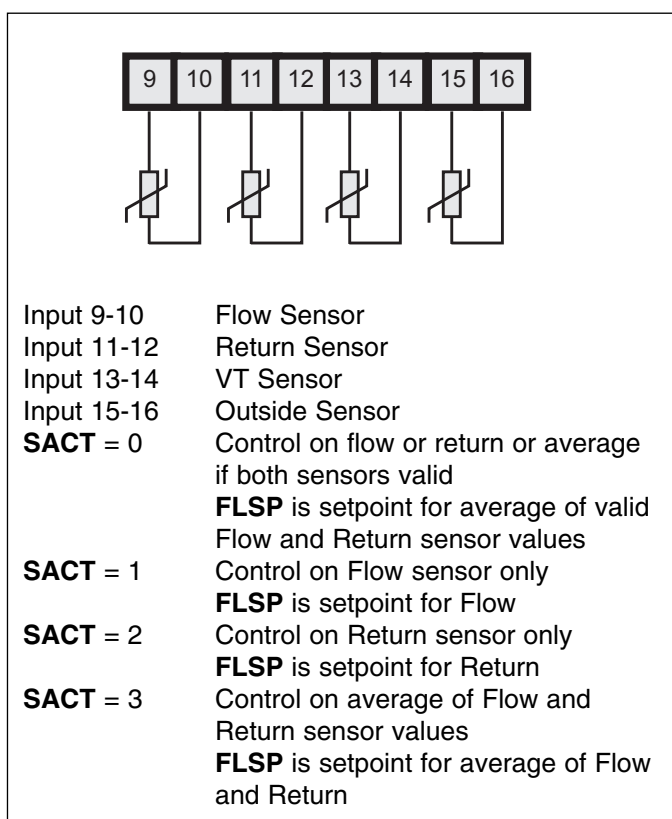 9 10 11 12 13 14 15 16
Input 9-10 Flow Sensor
Input 11-12 Return Sensor
Input 13-14 VT Sensor
Input 15-16 Outside Sensor
SACT = 0 Control on flow or return or average
if both sensors valid
FLSP is setpoint for average of valid
Flow and Return sensor values
SACT = 1 Control on Flow sensor only
FLSP is setpoint for Flow
SACT = 2 Control on Return sensor only
FLSP is setpoint for Return
SACT = 3 Control on average of Flow and
Return sensor values
FLSP is setpoint for average of Flow
and Return